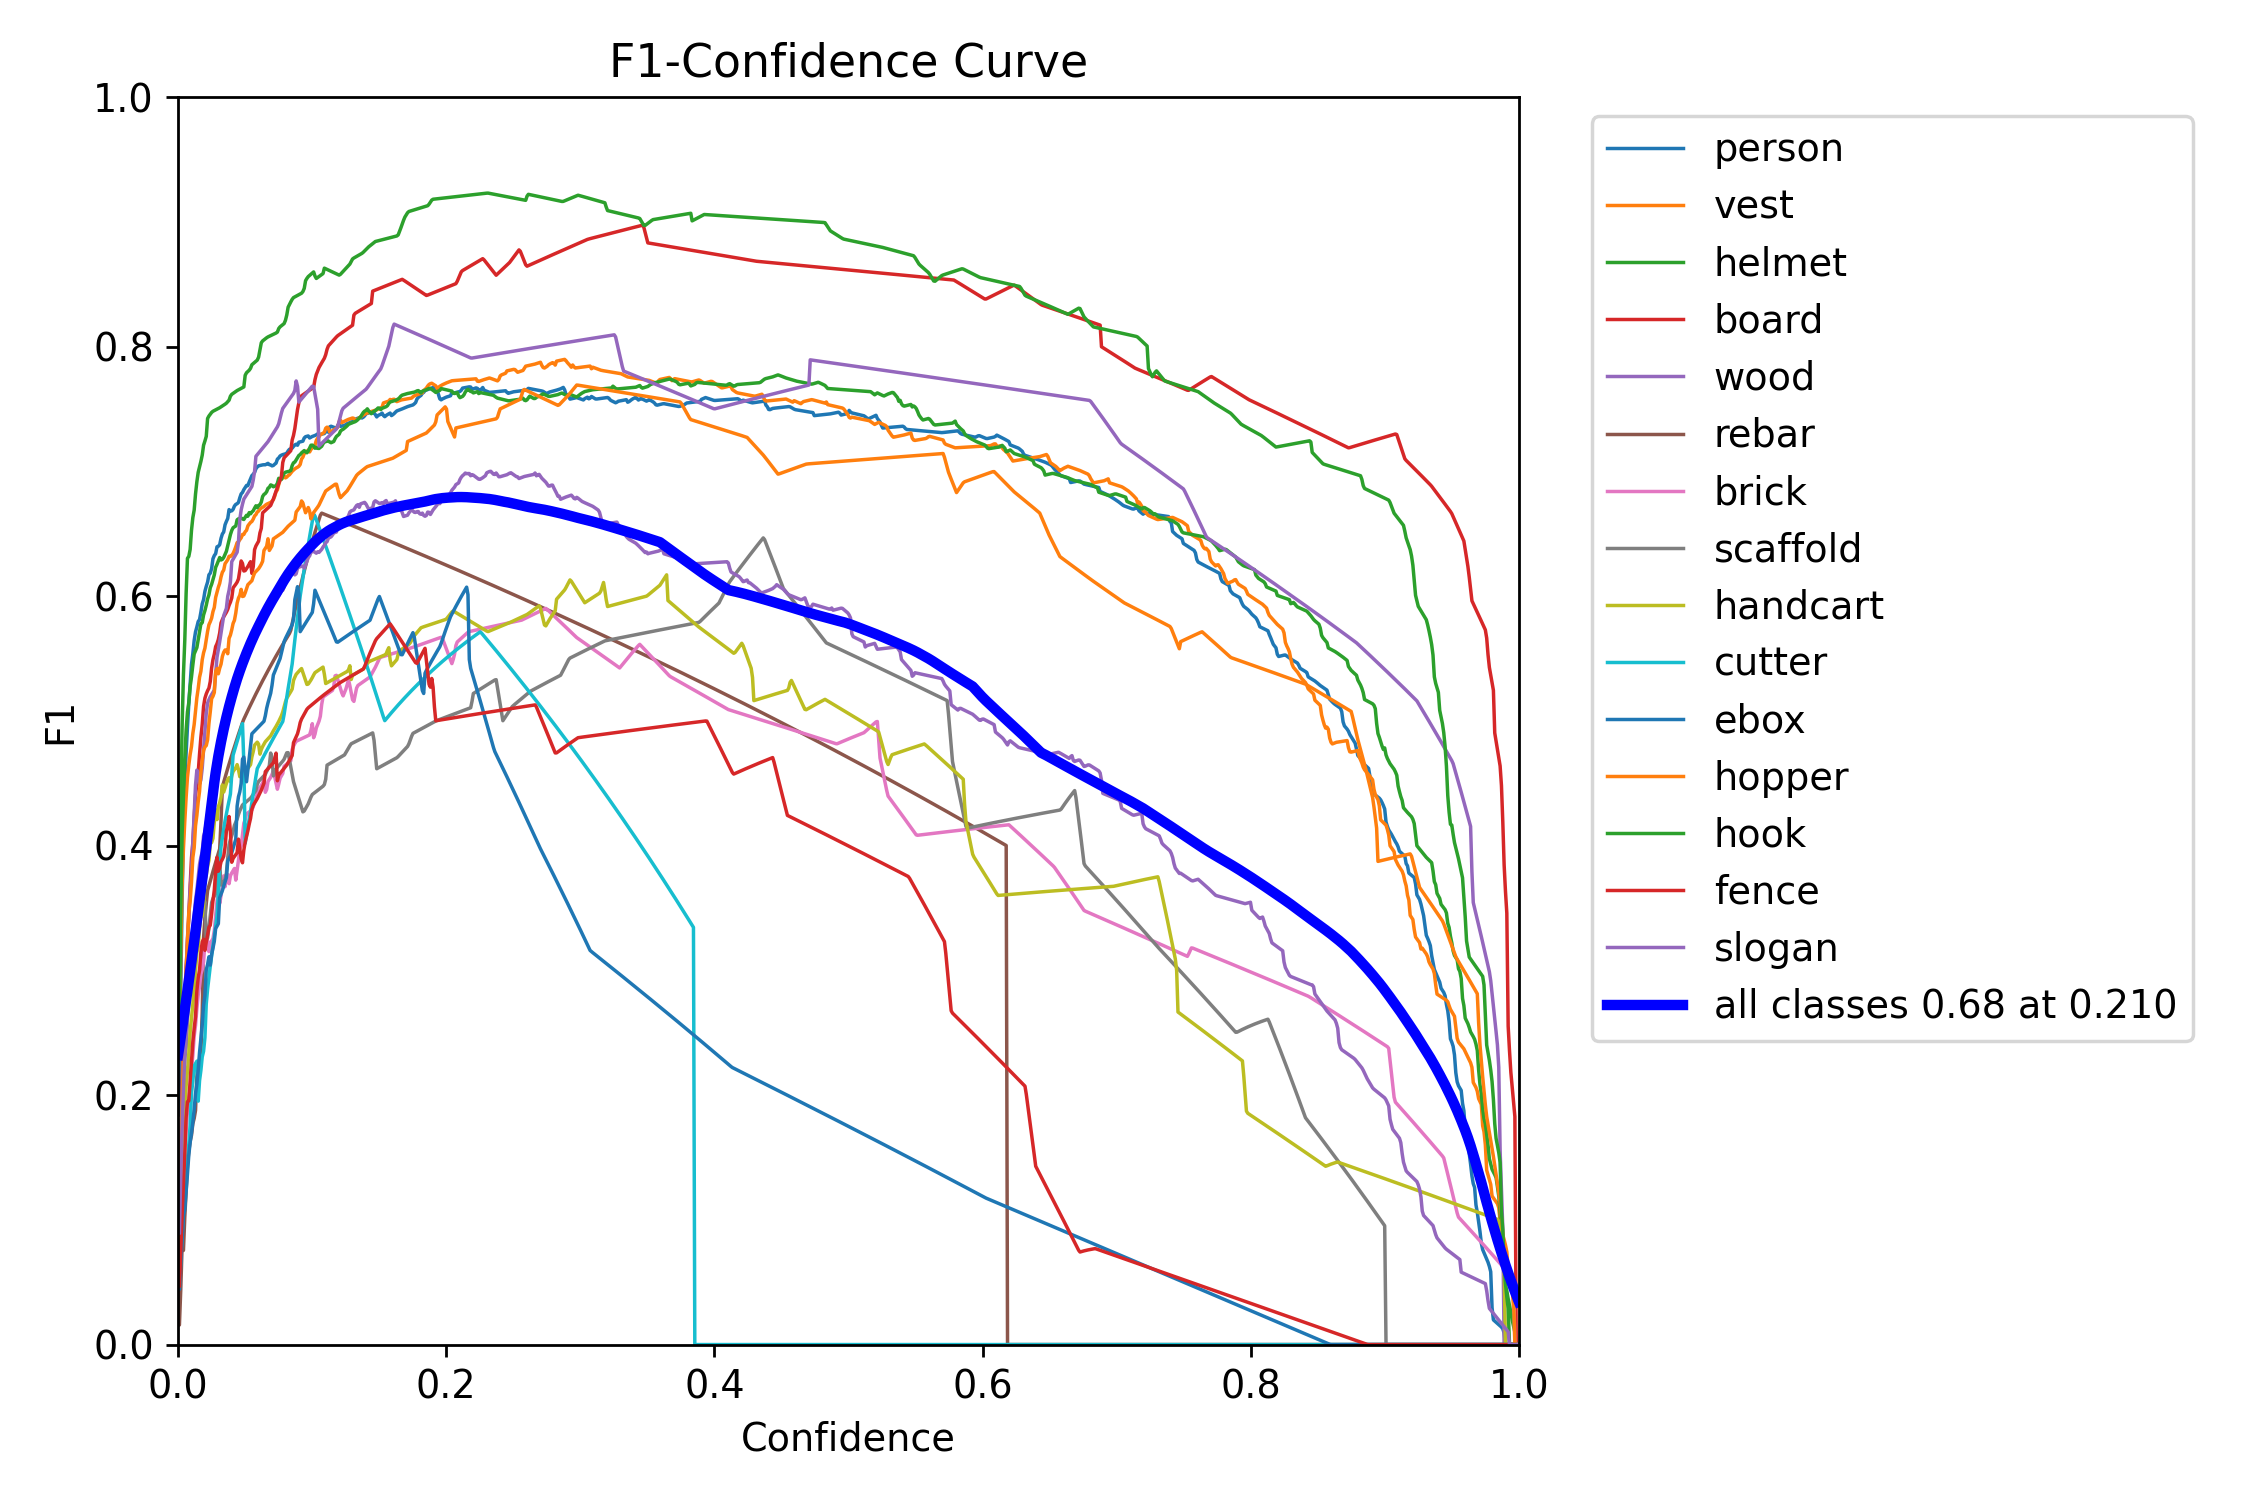 F1-Confidence Curve
1.0
0.8
0.6
0.4
0.2
0.0
F1
0.0 0.2 0.4 0.6 0.8 1.0
Confidence
person
vest
helmet
board
wood
rebar
brick
scaffold
handcart
cutter
ebox
hopper
hook
fence
slogan
all classes 0.68 at 0.210